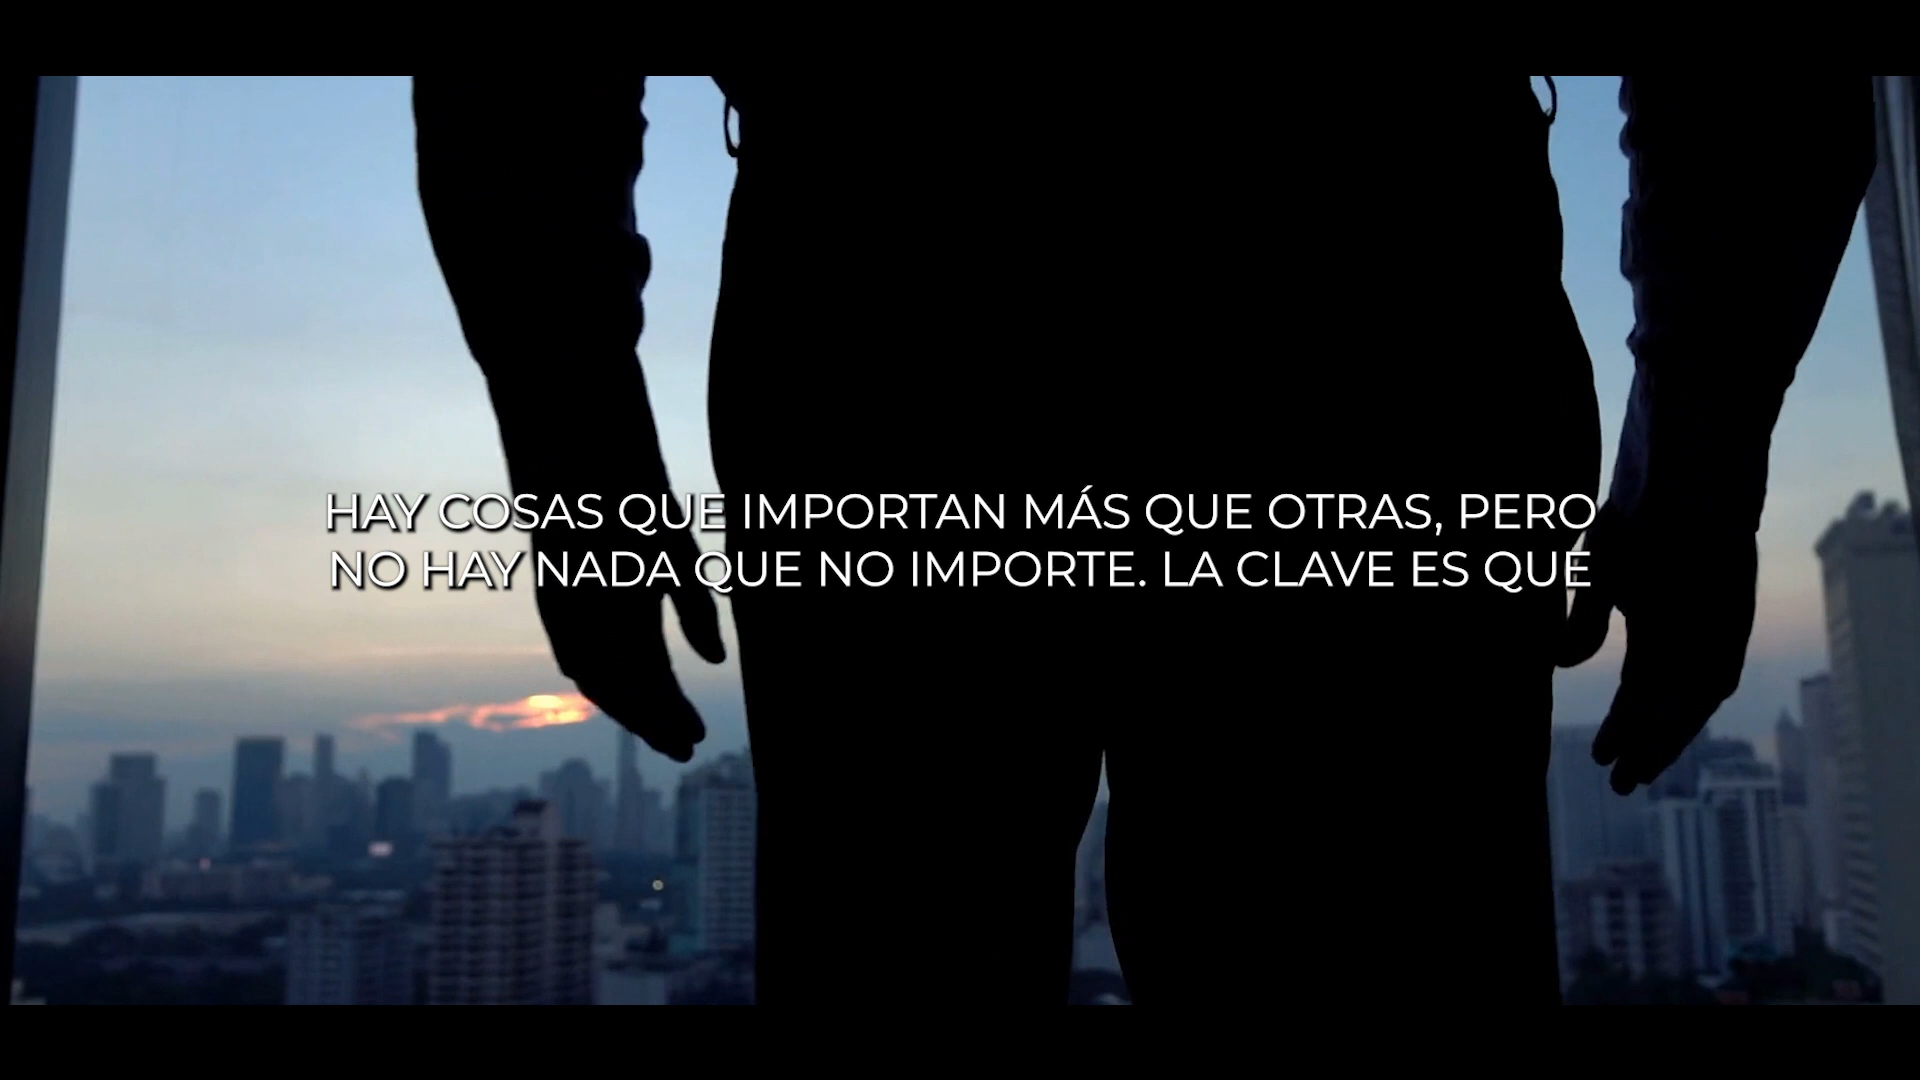 HAY COSAS QUE IMPORTAN MÁS QUE OTRAS, PERO
NO HAY NADA QUE NO IMPORTE. LA CLAVE ES QUE